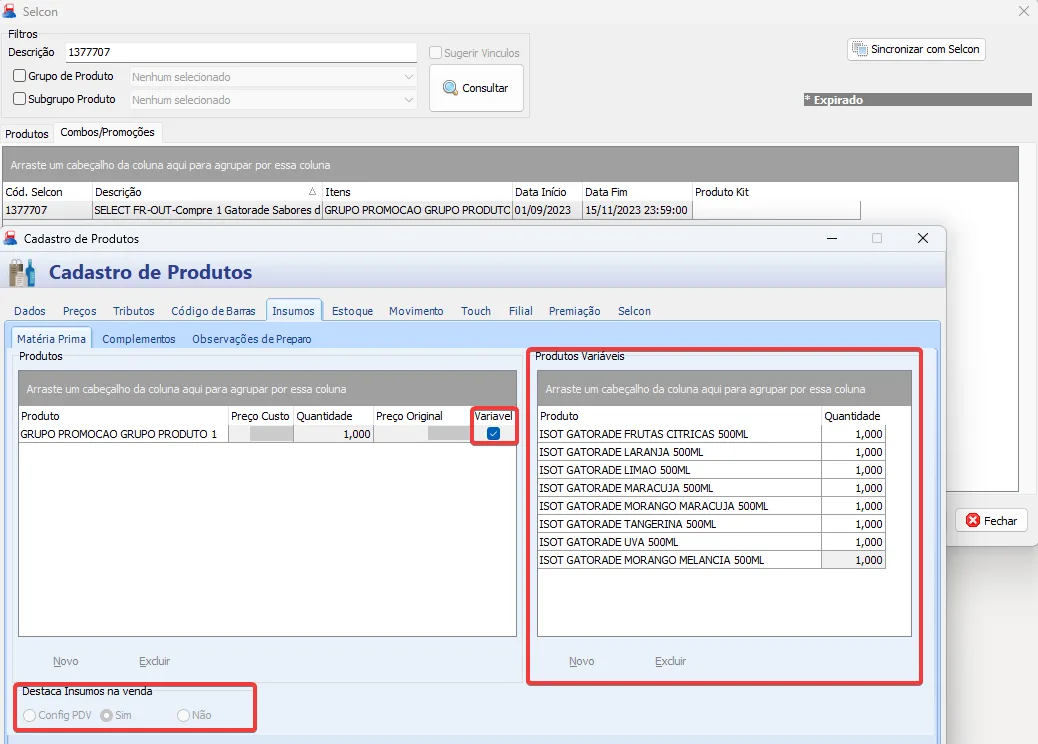 Selcon
Filtros
Descrição 1377707 Sugerir Vinculos
Sincronizar com Selcon
Grupo de Produto Nenhum selecionado
Consultar
Subgrupo Produto Nenhum selecionado
* Expirado
Produtos Combos/Promoções
Arraste um cabeçalho da coluna aqui para agrupar por essa coluna
Cód. Selcon Descrição Itens Data Início Data Fim Produto Kit
1377707 SELECT FR-OUT-Compre 1 Gatorade Sabores d GRUPO PROMOCAO GRUPO PRODUTO 01/09/2023 15/11/2023 23:59:00
Cadastro de Produtos
Cadastro de Produtos
Dados Preços Tributos Código de Barras Insumos Estoque Movimento Touch Filial Premiação Selcon
Matéria Prima Complementos Observações de Preparo
Produtos
Arraste um cabeçalho da coluna aqui para agrupar por essa coluna
Produto Preço Custo Quantidade Preço Original Variavel
GRUPO PROMOCAO GRUPO PRODUTO 1 1,000
Novo Excluir
Produtos Variáveis
Arraste um cabeçalho da coluna aqui para agrupar por essa coluna
Produto Quantidade
ISOT GATORADE FRUTAS CITRICAS 500ML 1,000
ISOT GATORADE LARANJA 500ML 1,000
ISOT GATORADE LIMAO 500ML 1,000
ISOT GATORADE MARACUJA 500ML 1,000
ISOT GATORADE MORANGO MARACUJA 500ML 1,000
ISOT GATORADE TANGERINA 500ML 1,000
ISOT GATORADE UVA 500ML 1,000
ISOT GATORADE MORANGO MELANCIA 500ML 1,000
Novo Excluir
Fechar
Destaca Insumos na venda
Config PDV Sim Não